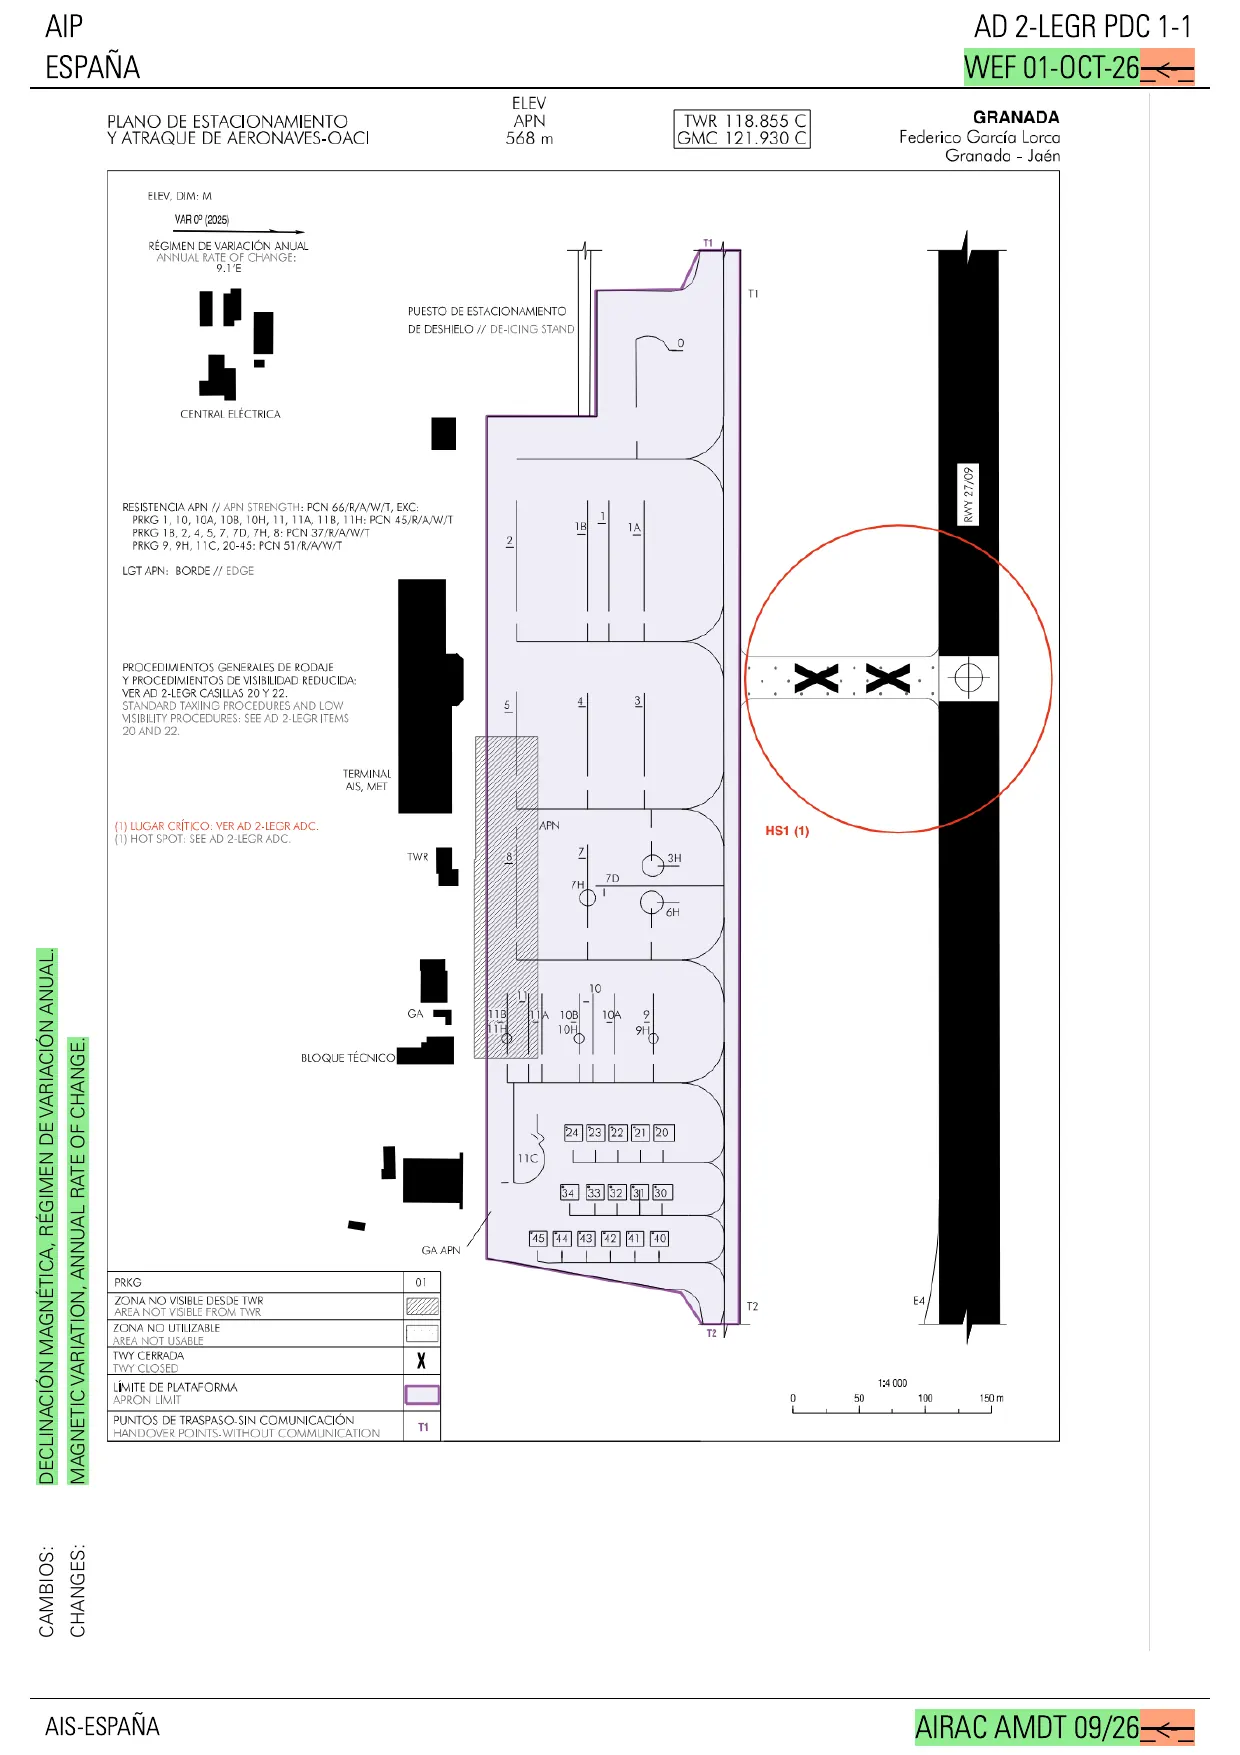 AIP
ESPAÑA
AD 2-LEGR PDC 1-1
WEF 01-OCT-26
PLANO DE ESTACIONAMIENTO
Y ATRAQUE DE AERONAVES-OACI
ELEV
APN
568 m
TWR 118.855 C
GMC 121.930 C
GRANADA
Federico García Lorca
Granada - Jaén
ELEV, DIM: M
VAR 0º (2025)
RÉGIMEN DE VARIACIÓN ANUAL
ANNUAL RATE OF CHANGE:
9.1'E
T1
T1
PUESTO DE ESTACIONAMIENTO
DE DESHIELO // DE-ICING STAND
0
CENTRAL ELÉCTRICA
RWY 27/09
RESISTENCIA APN // APN STRENGTH: PCN 66/R/A/W/T, EXC:
PRKG 1, 10, 10A, 10B, 10H, 11, 11A, 11B, 11H: PCN 45/R/A/W/T
PRKG 1B, 2, 4, 5, 7, 7D, 7H, 8: PCN 37/R/A/W/T
PRKG 9, 9H, 11C, 20-45: PCN 51/R/A/W/T
LGT APN: BORDE // EDGE
2
1B
1
1A
PROCEDIMIENTOS GENERALES DE RODAJE
Y PROCEDIMIENTOS DE VISIBILIDAD REDUCIDA:
VER AD 2-LEGR CASILLAS 20 Y 22.
STANDARD TAXIING PROCEDURES AND LOW
VISIBILITY PROCEDURES: SEE AD 2-LEGR ITEMS
20 AND 22.
5
4
3
TERMINAL
AIS, MET
(1) LUGAR CRÍTICO: VER AD 2-LEGR ADC.
(1) HOT SPOT: SEE AD 2-LEGR ADC.
APN
HS1 (1)
TWR
8
7
3H
7D
7H
6H
11
10
GA
11B
11A
10B
10A
9
11H
10H
9H
BLOQUE TÉCNICO
24 23 22 21 20
11C
34 33 32 31 30
45 44 43 42 41 40
GA APN
E4
T2
T2
PRKG
01
ZONA NO VISIBLE DESDE TWR
AREA NOT VISIBLE FROM TWR
ZONA NO UTILIZABLE
AREA NOT USABLE
TWY CERRADA
TWY CLOSED
X
LÍMITE DE PLATAFORMA
APRON LIMIT
PUNTOS DE TRASPASO-SIN COMUNICACIÓN
HANDOVER POINTS-WITHOUT COMMUNICATION
T1
1:4 000
0 50 100 150 m
CAMBIOS: DECLINACIÓN MAGNÉTICA, RÉGIMEN DE VARIACIÓN ANUAL.
CHANGES: MAGNETIC VARIATION, ANNUAL RATE OF CHANGE.
AIS-ESPAÑA
AIRAC AMDT 09/26